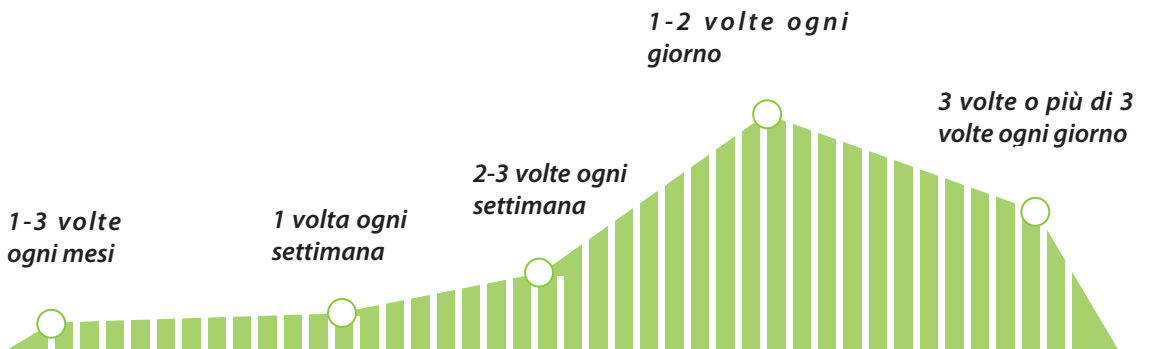 1-3 volte
ogni mesi
1 volta ogni
settimana
2-3 volte ogni
settimana
1-2 volte ogni
giorno
3 volte o più di 3
volte ogni giorno